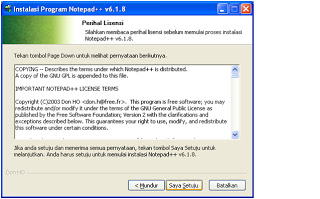 Instalasi Program Notepad++ v6.1.8
Perihal Lisensi
Silahkan membaca perihal lisensi sebelum memulai proses instalasi
Notepad++ v6.1.8.
Tekan tombol Page Down untuk melihat pernyataan berikutnya.
COPYING -- Describes the terms under which Notepad++ is distributed.
A copy of the GNU GPL is appended to this file.
IMPORTANT NOTEPAD++ LICENSE TERMS
Copyright (C)2003 Don HO <don.h@free.fr>. This program is free software; you may
redistribute and/or modify it under the terms of the GNU General Public License as
published by the Free Software Foundation; Version 2 with the clarifications and
exceptions described below. This guarantees your right to use, modify, and redistribute
this software under certain conditions.
Jika anda setuju dan menerima semua pernyataan, tekan tombol Saya Setuju untuk
melanjutkan. Anda harus setuju untuk memulai instalasi Notepad++ v6.1.8.
Don HO
< Mundur
Saya Setuju
Batalkan